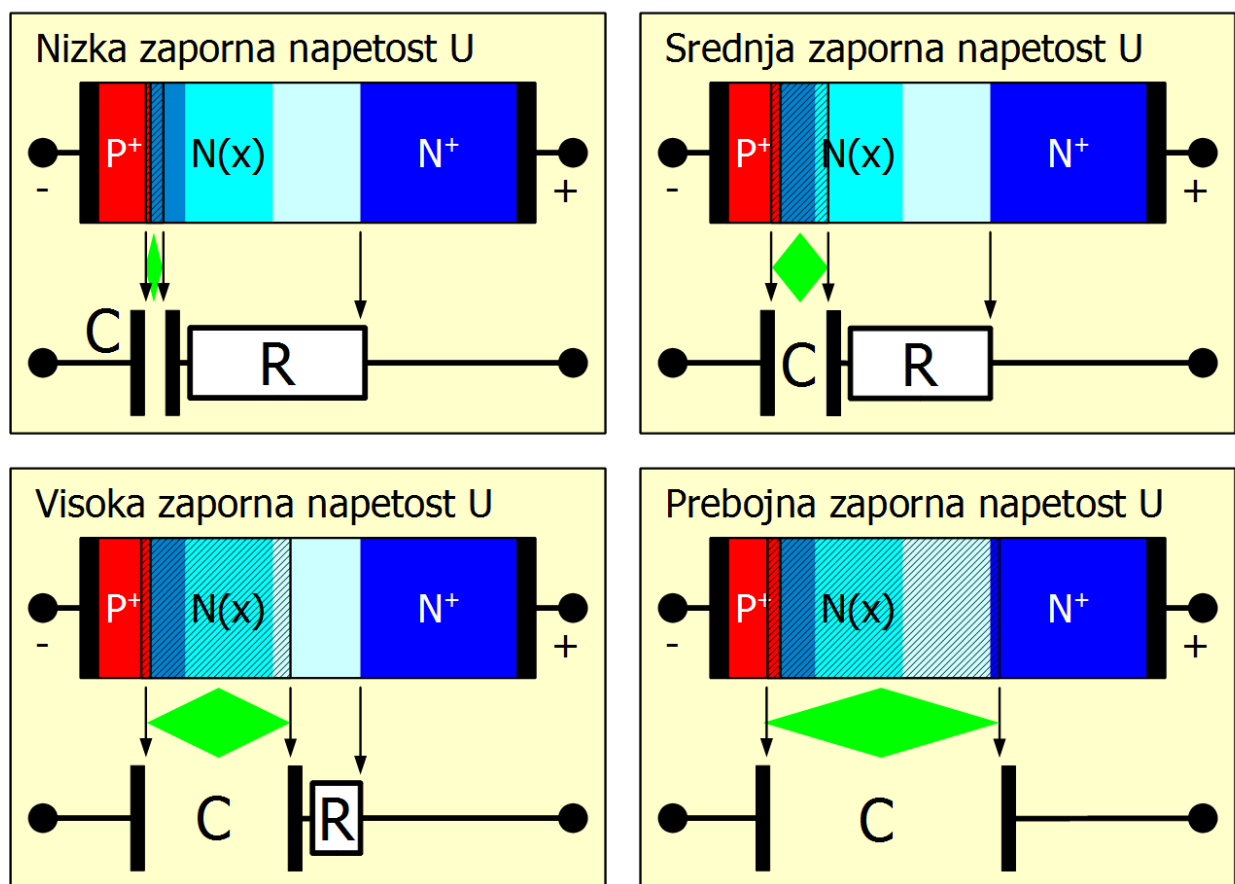 Nizka zaporna napetost U
P⁺ N(x) N⁺
- +
C R
Srednja zaporna napetost U
P⁺ N(x) N⁺
- +
C R
Visoka zaporna napetost U
P⁺ N(x) N⁺
- +
C R
Prebojna zaporna napetost U
P⁺ N(x) N⁺
- +
C